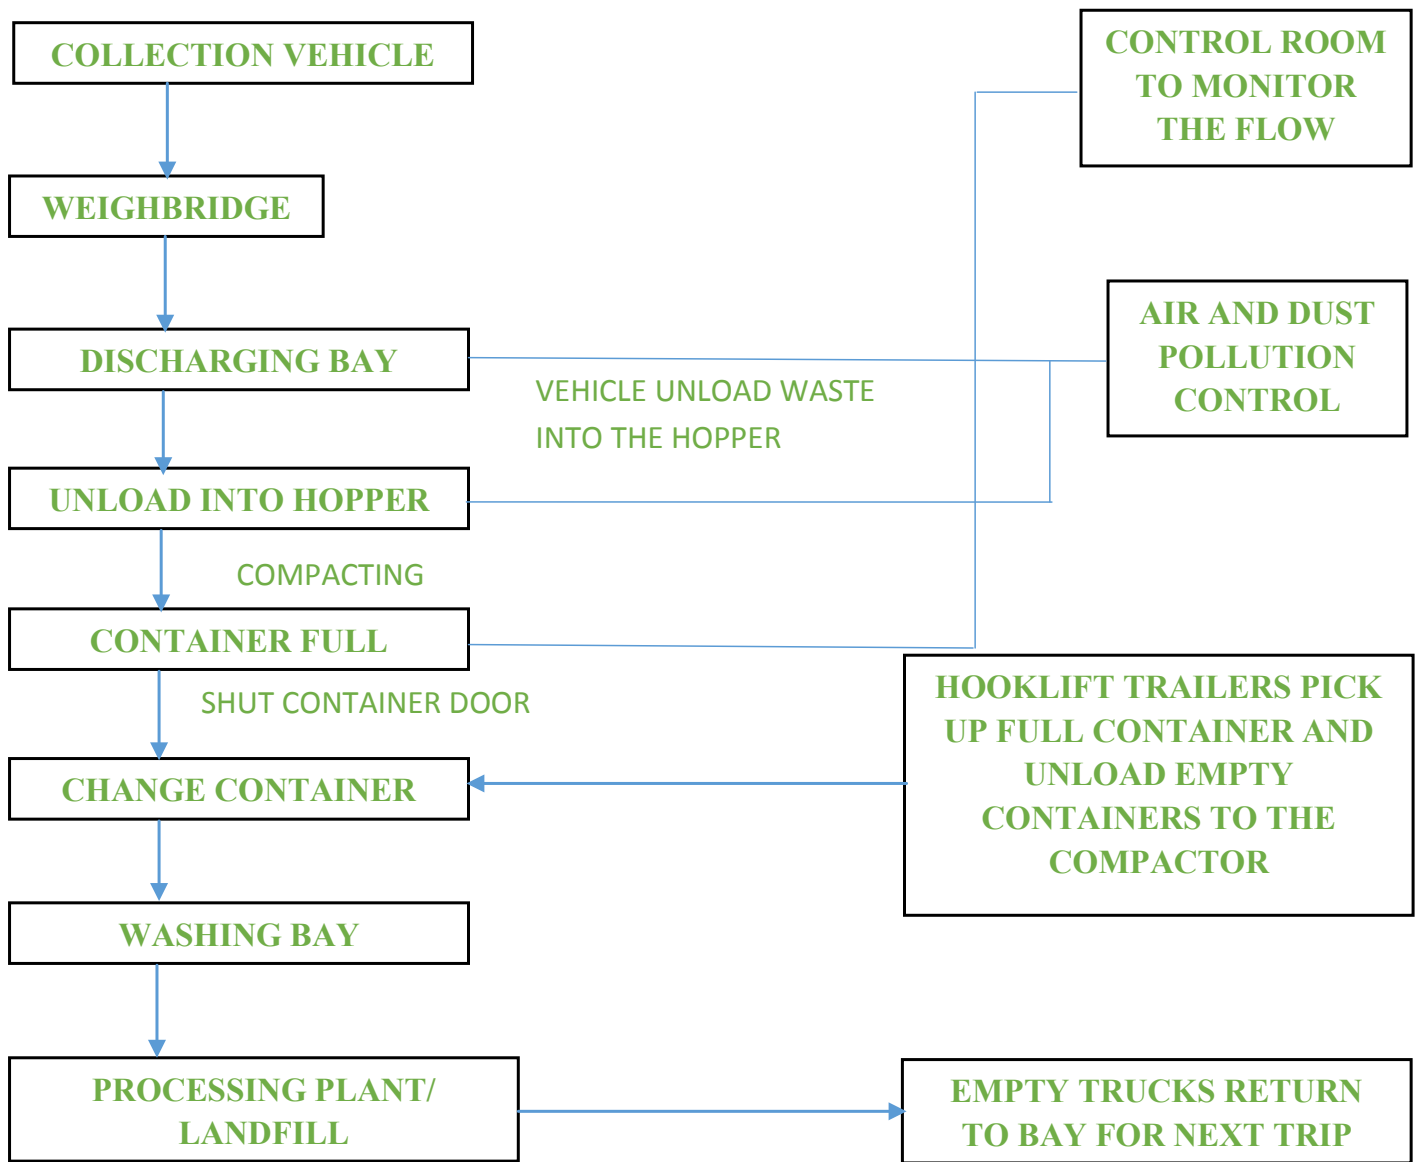 COLLECTION VEHICLE
CONTROL ROOM
TO MONITOR
THE FLOW
WEIGHBRIDGE
AIR AND DUST
POLLUTION
CONTROL
DISCHARGING BAY
VEHICLE UNLOAD WASTE
INTO THE HOPPER
UNLOAD INTO HOPPER
COMPACTING
CONTAINER FULL
SHUT CONTAINER DOOR
HOOKLIFT TRAILERS PICK
UP FULL CONTAINER AND
UNLOAD EMPTY
CONTAINERS TO THE
COMPACTOR
CHANGE CONTAINER
WASHING BAY
PROCESSING PLANT/
LANDFILL
EMPTY TRUCKS RETURN
TO BAY FOR NEXT TRIP